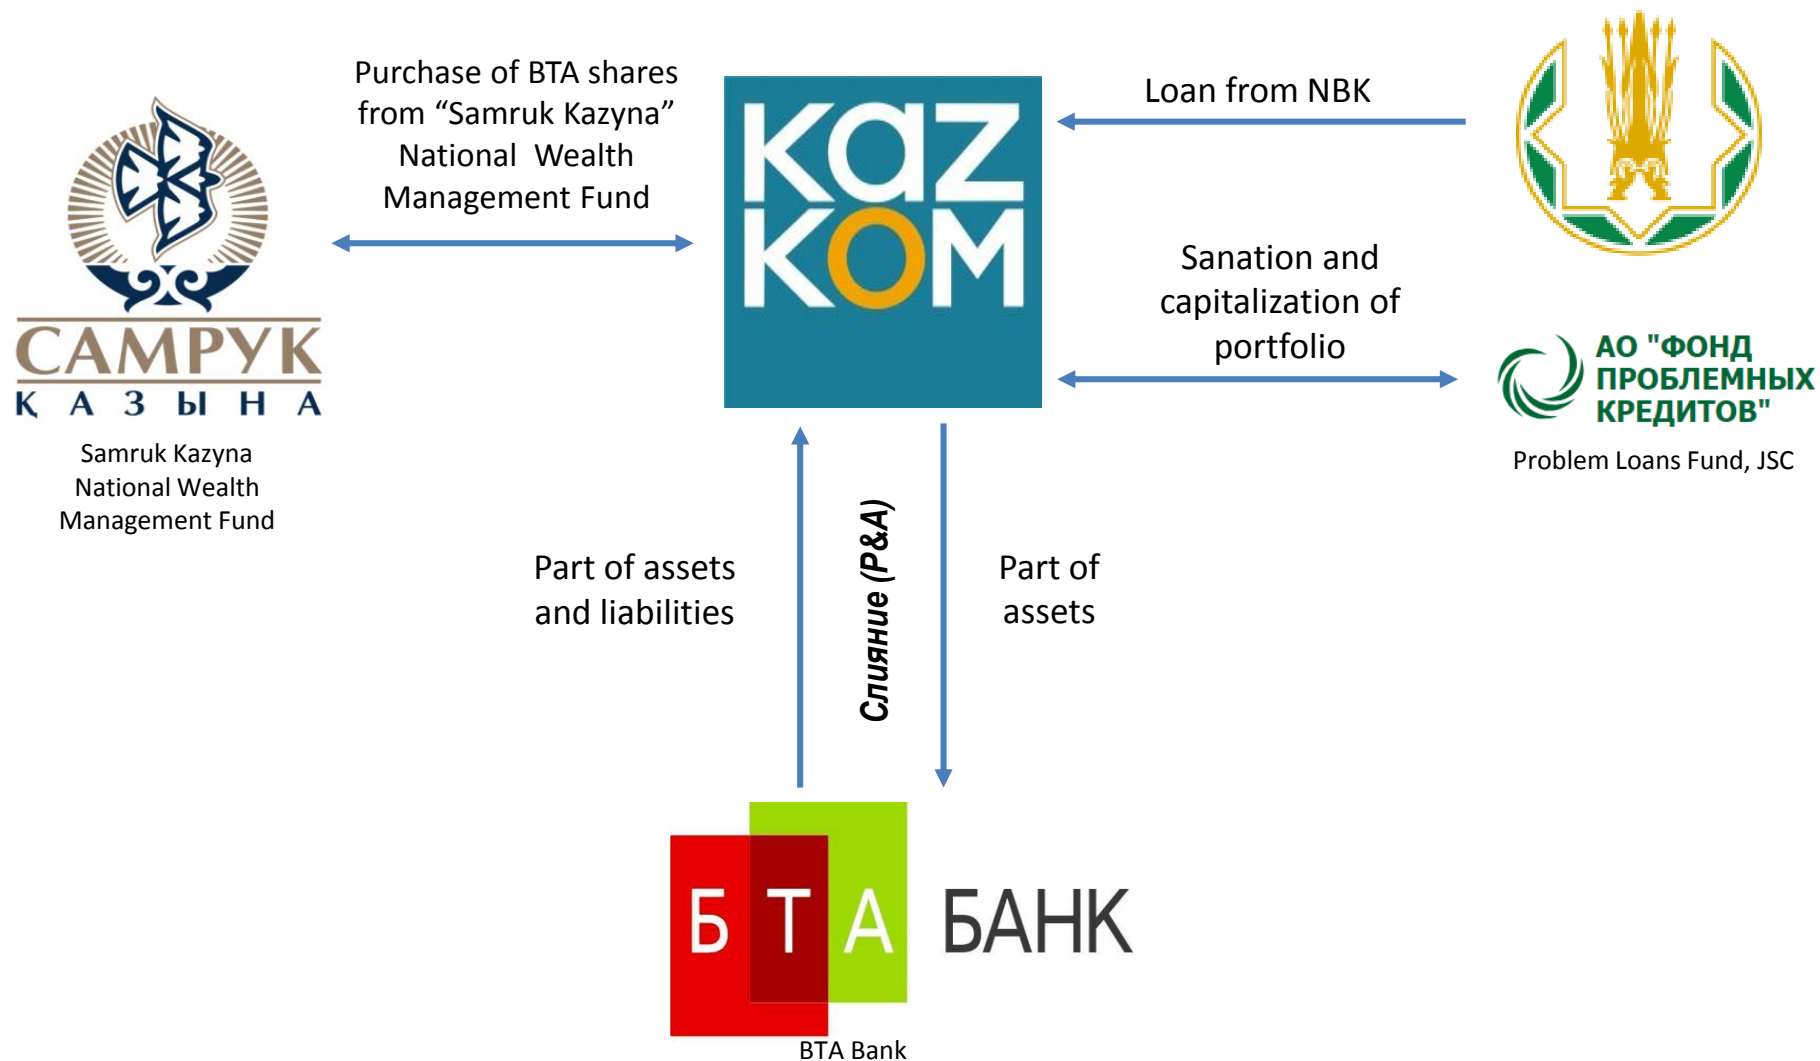 Purchase of BTA shares
from “Samruk Kazyna”
National Wealth
Management Fund
САМРУК
ҚАЗЫНА
Samruk Kazyna
National Wealth
Management Fund
KAZ
KOM
Loan from NBK
Sanation and
capitalization of
portfolio
АО "ФОНД
ПРОБЛЕМНЫХ
КРЕДИТОВ"
Problem Loans Fund, JSC
Part of assets
and liabilities
Слияние (P&A)
Part of
assets
БТА БАНК
BTA Bank